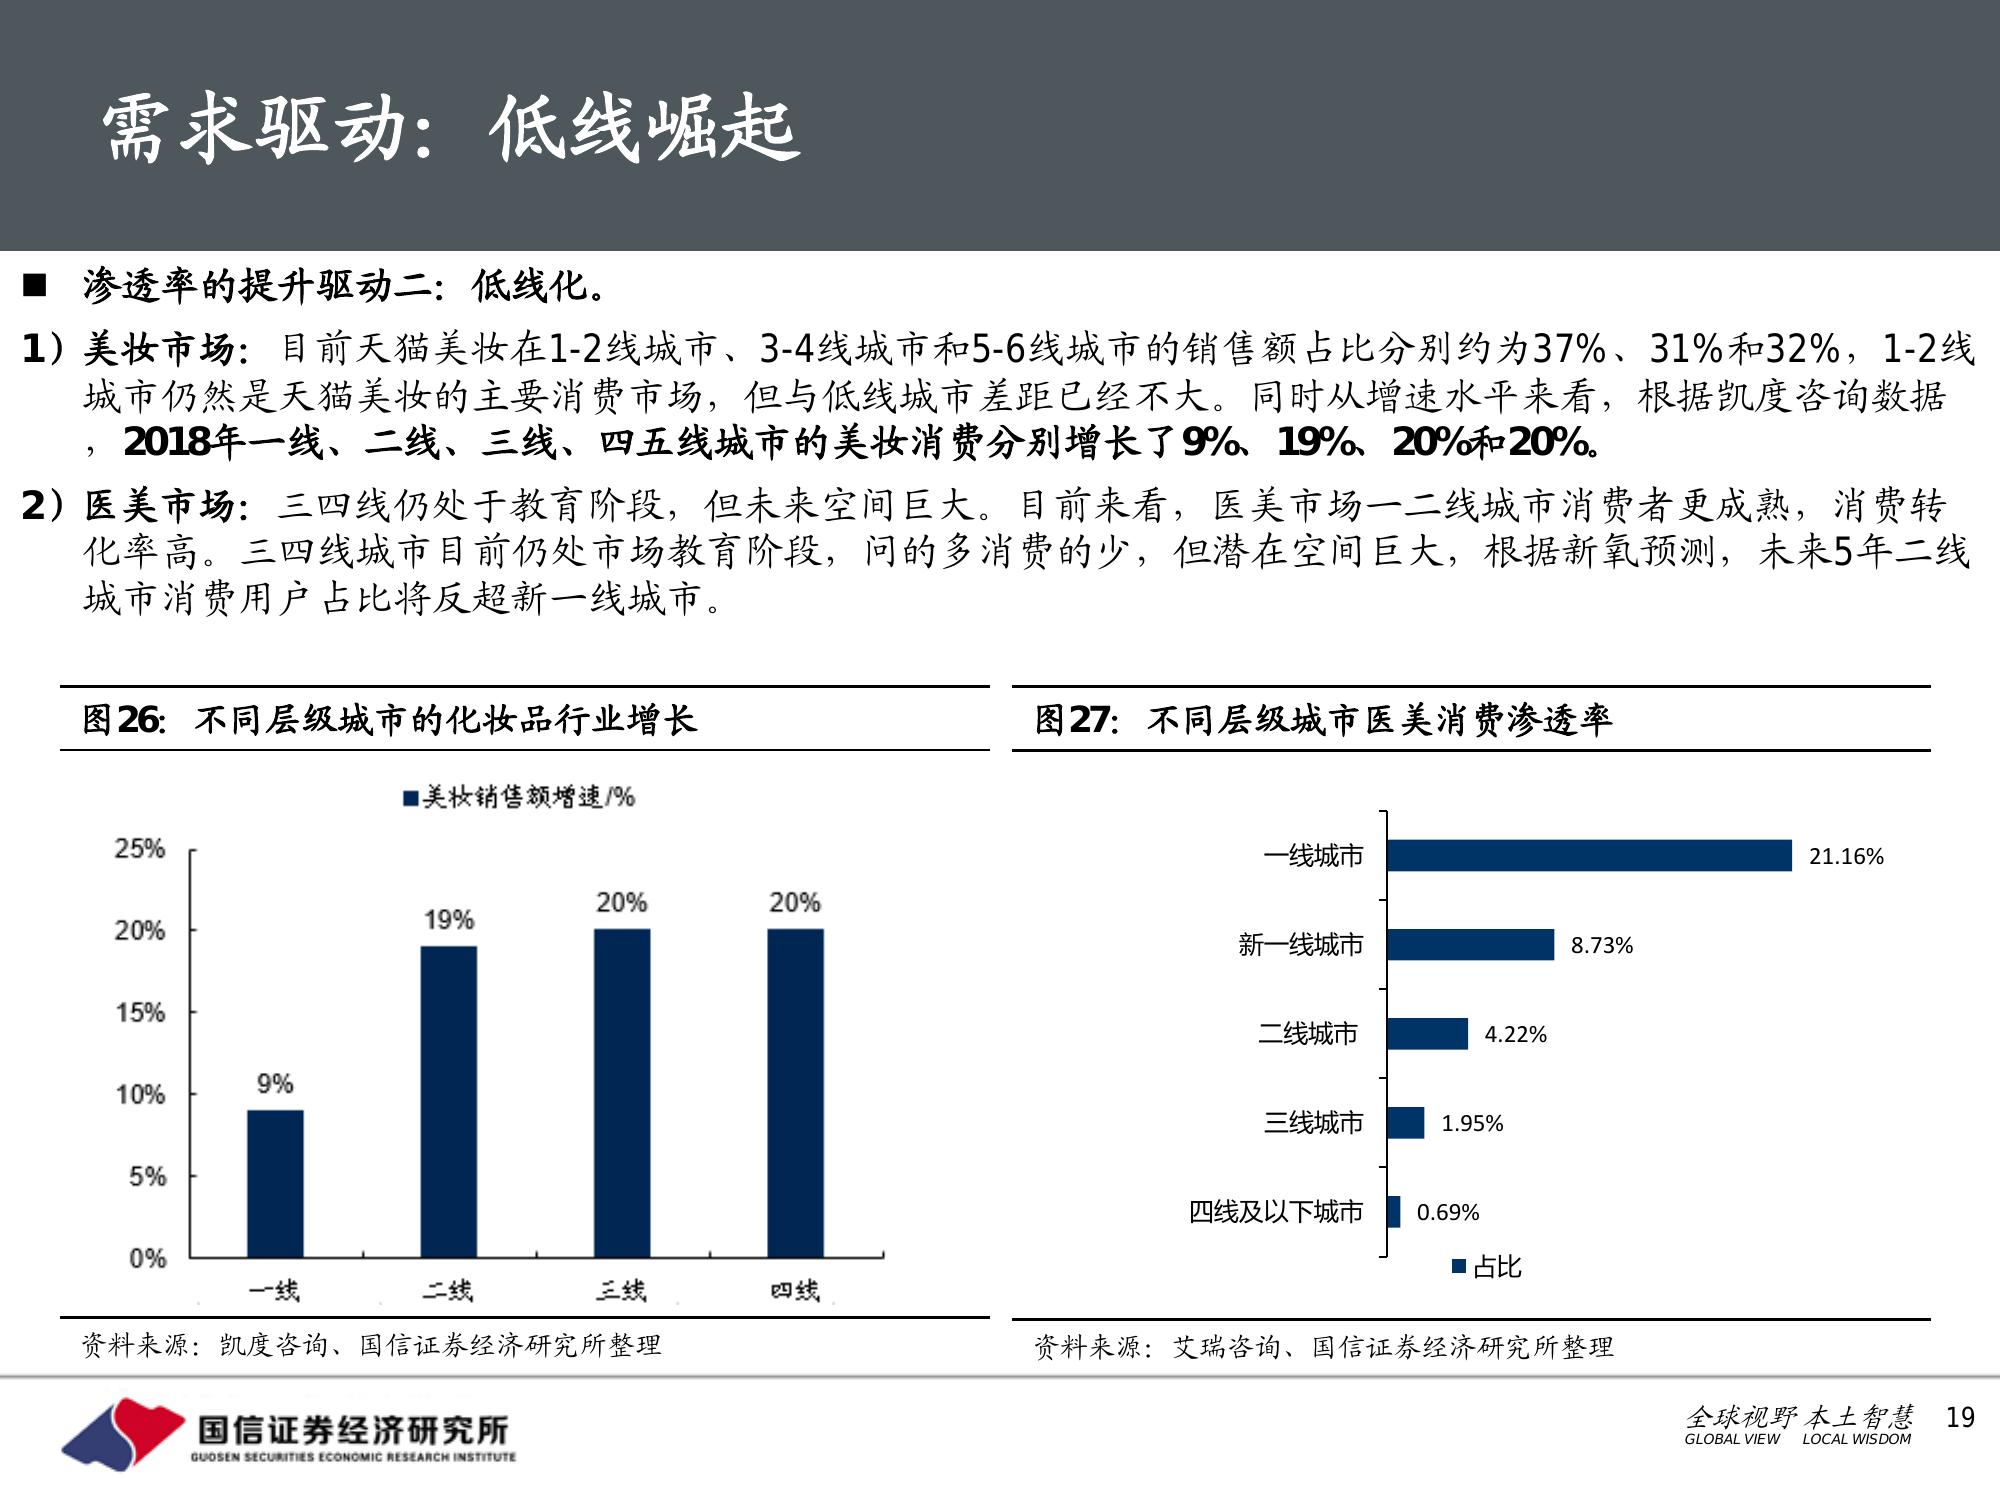 需求驱动：低线崛起
■ 渗透率的提升驱动二：低线化。
1）美妆市场：目前天猫美妆在1-2线城市、3-4线城市和5-6线城市的销售额占比分别约为37%、31%和32%，1-2线
城市仍然是天猫美妆的主要消费市场，但与低线城市差距已经不大。同时从增速水平来看，根据凯度咨询数据
，2018年一线、二线、三线、四五线城市的美妆消费分别增长了9%、19%、20%和20%。
2）医美市场：三四线仍处于教育阶段，但未来空间巨大。目前来看，医美市场一二线城市消费者更成熟，消费转
化率高。三四线城市目前仍处市场教育阶段，问的多消费的少，但潜在空间巨大，根据新氧预测，未来5年二线
城市消费用户占比将反超新一线城市。
图26：不同层级城市的化妆品行业增长
美妆销售额增速/%
25%
20%
15%
10%
5%
0%
9%
19%
20%
20%
一线
二线
三线
四线
资料来源：凯度咨询、国信证券经济研究所整理
图27：不同层级城市医美消费渗透率
一线城市 21.16%
新一线城市 8.73%
二线城市 4.22%
三线城市 1.95%
四线及以下城市 0.69%
占比
资料来源：艾瑞咨询、国信证券经济研究所整理
国信证券经济研究所
GUOSEN SECURITIES ECONOMIC RESEARCH INSTITUTE
全球视野 本土智慧
GLOBAL VIEW LOCAL WISDOM
19